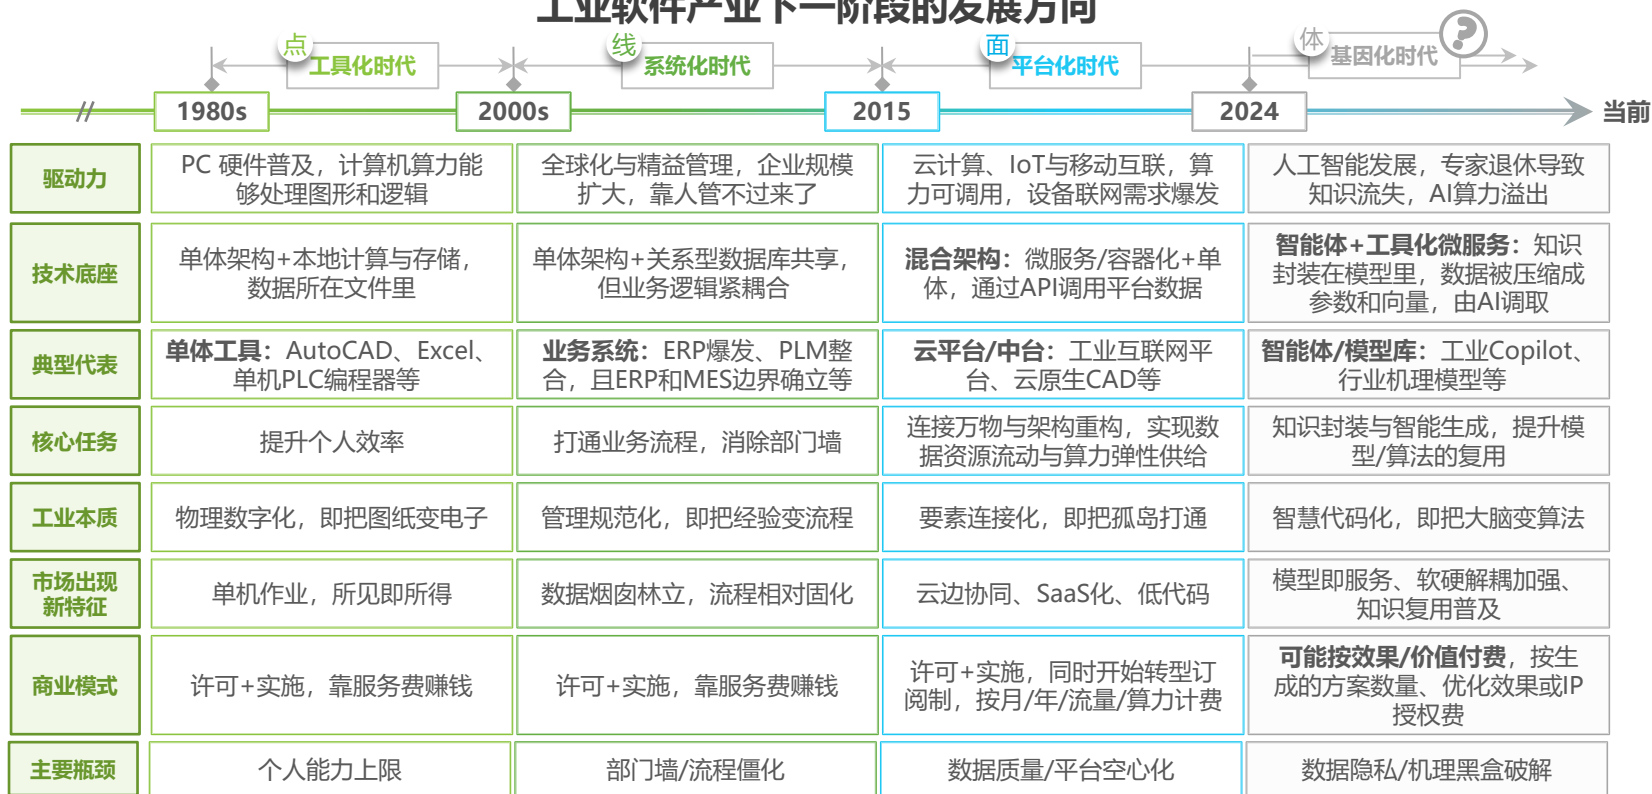 工业软件产业下一阶段的发展方向
点
工具化时代
线
系统化时代
面
平台化时代
体
基因化时代
?
//
1980s
2000s
2015
2024
当前
驱动力
PC 硬件普及，计算机算力能
够处理图形和逻辑
全球化与精益管理，企业规模
扩大，靠人管不过来了
云计算、IoT与移动互联，算
力可调用，设备联网需求爆发
人工智能发展，专家退休导致
知识流失，AI算力溢出
技术底座
单体架构+本地计算与存储，
数据所在文件里
单体架构+关系型数据库共享，
但业务逻辑紧耦合
混合架构：微服务/容器化+单
体，通过API调用平台数据
智能体+工具化微服务：知识
封装在模型里，数据被压缩成
参数和向量，由AI调取
典型代表
单体工具：AutoCAD、Excel、
单机PLC编程器等
业务系统：ERP爆发、PLM整
合，且ERP和MES边界确立等
云平台/中台：工业互联网平
台、云原生CAD等
智能体/模型库：工业Copilot、
行业机理模型等
核心任务
提升个人效率
打通业务流程，消除部门墙
连接万物与架构重构，实现数
据资源流动与算力弹性供给
知识封装与智能生成，提升模
型/算法的复用
工业本质
物理数字化，即把图纸变电子
管理规范化，即把经验变流程
要素连接化，即把孤岛打通
智慧代码化，即把大脑变算法
市场出现
新特征
单机作业，所见即所得
数据烟囱林立，流程相对固化
云边协同、SaaS化、低代码
模型即服务、软硬解耦加强、
知识复用普及
商业模式
许可+实施，靠服务费赚钱
许可+实施，靠服务费赚钱
许可+实施，同时开始转型订
阅制，按月/年/流量/算力计费
可能按效果/价值付费，按生
成的方案数量、优化效果或IP
授权费
主要瓶颈
个人能力上限
部门墙/流程僵化
数据质量/平台空心化
数据隐私/机理黑盒破解